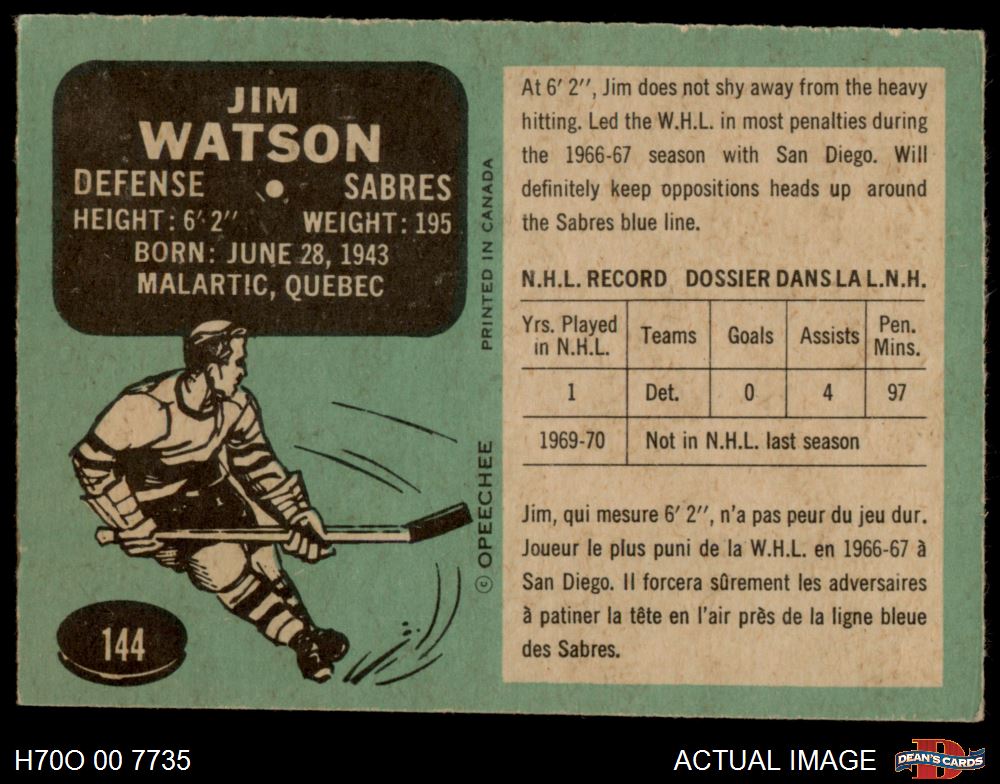 JIM
WATSON
DEFENSE • SABRES
HEIGHT: 6' 2" WEIGHT: 195
BORN: JUNE 28, 1943
MALARTIC, QUEBEC
144
PRINTED IN CANADA
© OPEECHEE
At 6' 2", Jim does not shy away from the heavy
hitting. Led the W.H.L. in most penalties during
the 1966-67 season with San Diego. Will
definitely keep oppositions heads up around
the Sabres blue line.
N.H.L. RECORD DOSSIER DANS LA L.N.H.
Yrs. Played in N.H.L. Teams Goals Assists Pen. Mins.
1 Det. 0 4 97
1969-70 Not in N.H.L. last season
Jim, qui mesure 6' 2", n'a pas peur du jeu dur.
Joueur le plus puni de la W.H.L. en 1966-67 à
San Diego. Il forcera sûrement les adversaires
à patiner la tête en l'air près de la ligne bleue
des Sabres.
H70O 00 7735
ACTUAL IMAGE
DEAN'S CARDS